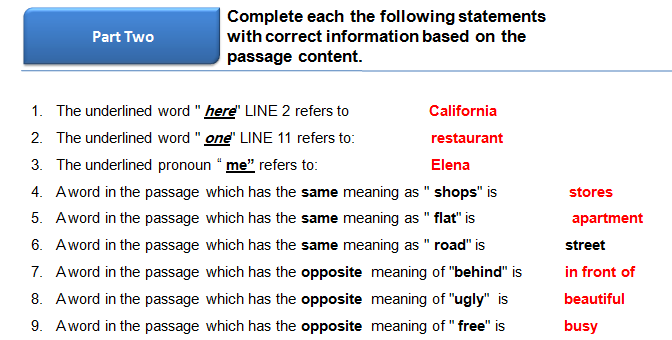 Part Two
Complete each the following statements
with correct information based on the
passage content.
1. The underlined word " here" LINE 2 refers to California
2. The underlined word " one" LINE 11 refers to: restaurant
3. The underlined pronoun “ me” refers to: Elena
4. A word in the passage which has the same meaning as " shops" is stores
5. A word in the passage which has the same meaning as " flat" is apartment
6. A word in the passage which has the same meaning as " road" is street
7. A word in the passage which has the opposite meaning of "behind" is in front of
8. A word in the passage which has the opposite meaning of "ugly" is beautiful
9. A word in the passage which has the opposite meaning of " free" is busy